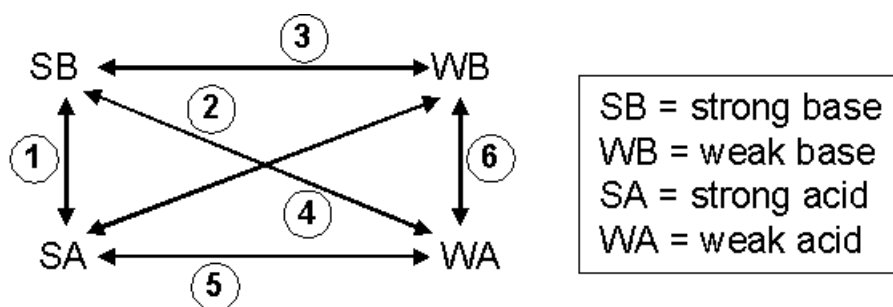 3
SB WB
2
1 6
4
SA WA
5
SB = strong base
WB = weak base
SA = strong acid
WA = weak acid